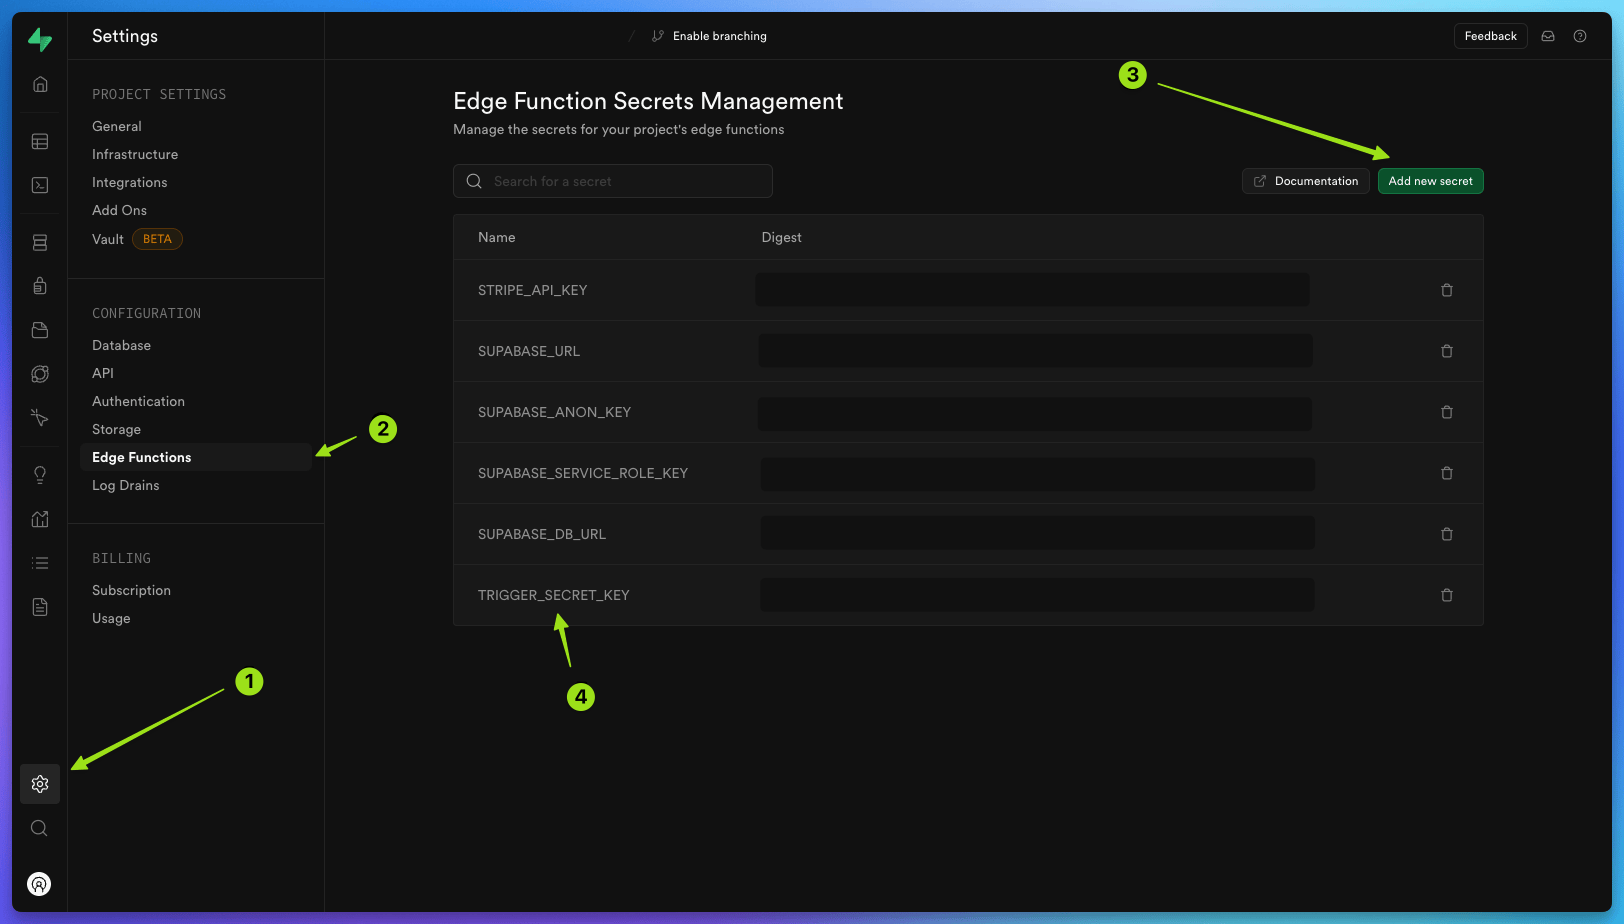 Settings
/ Enable branching
Feedback
PROJECT SETTINGS
General
Infrastructure
Integrations
Add Ons
Vault BETA
CONFIGURATION
Database
API
Authentication
Storage
Edge Functions
Log Drains
BILLING
Subscription
Usage
Edge Function Secrets Management
Manage the secrets for your project's edge functions
Search for a secret
Documentation
Add new secret
Name Digest
STRIPE_API_KEY
SUPABASE_URL
SUPABASE_ANON_KEY
SUPABASE_SERVICE_ROLE_KEY
SUPABASE_DB_URL
TRIGGER_SECRET_KEY
1
2
3
4